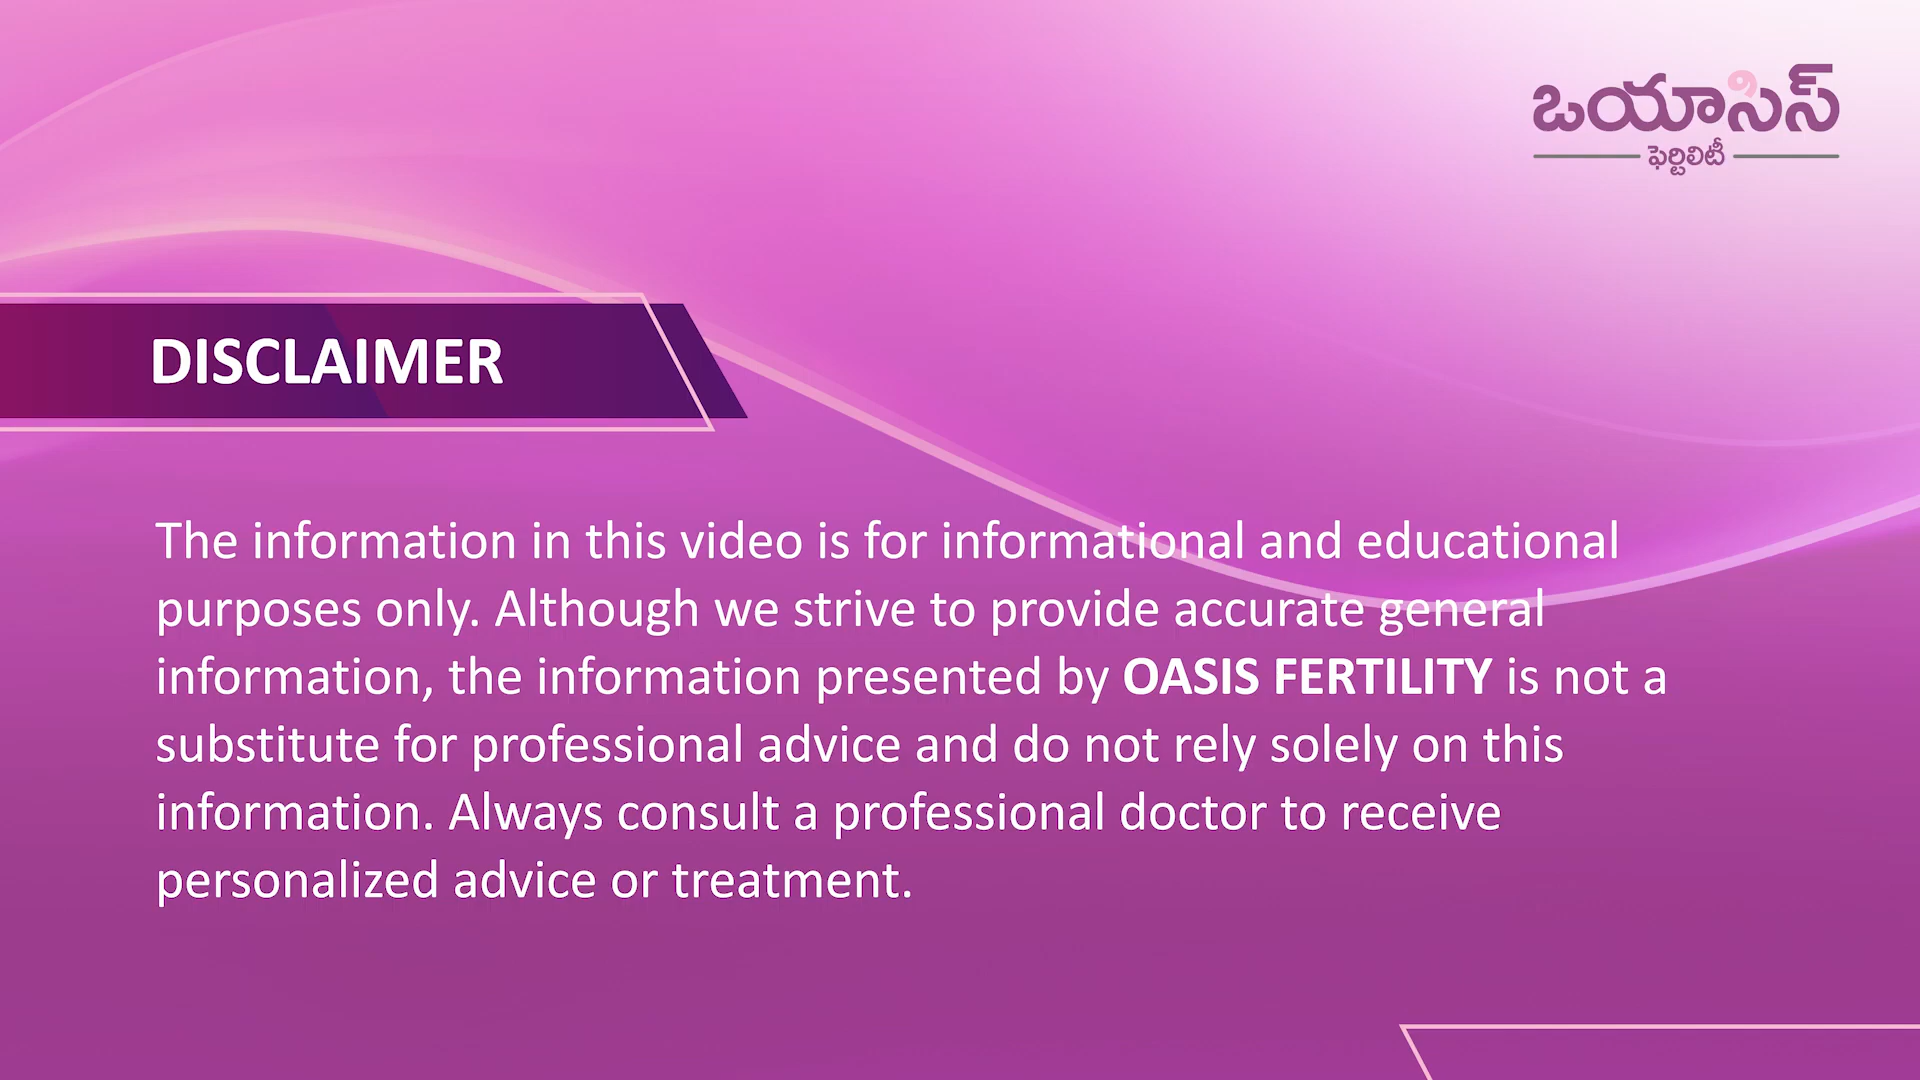 ఒయాసిస్
ఫెర్టిలిటీ
DISCLAIMER
The information in this video is for informational and educational
purposes only. Although we strive to provide accurate general
information, the information presented by OASIS FERTILITY is not a
substitute for professional advice and do not rely solely on this
information. Always consult a professional doctor to receive
personalized advice or treatment.